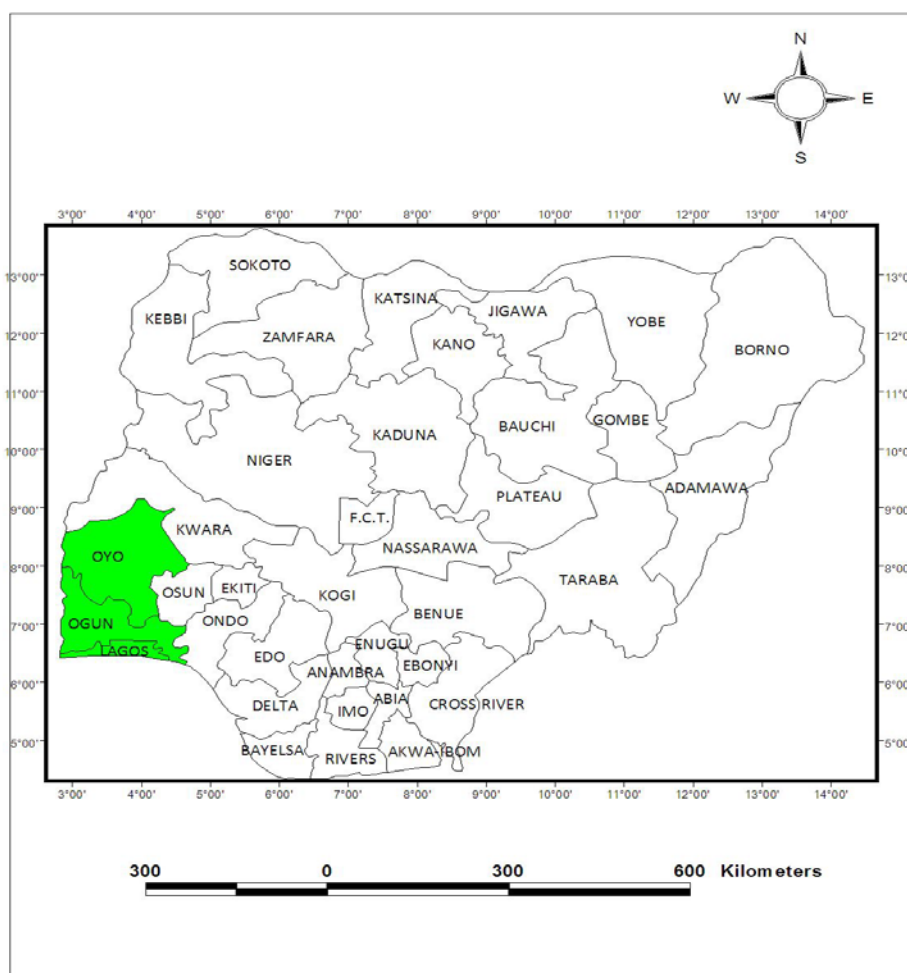 N
W E
S
3°00' 4°00' 5°00' 6°00' 7°00' 8°00' 9°00' 10°00' 11°00' 12°00' 13°00' 14°00'
13°00' 13°00'
SOKOTO
KATSINA
JIGAWA
KEBBI
YOBE
ZAMFARA
12°00' 12°00'
KANO
BORNO
11°00' 11°00'
GOMBE
BAUCHI
KADUNA
10°00' 10°00'
NIGER
ADAMAWA
PLATEAU
9°00' 9°00'
F.C.T.
KWARA
NASSARAWA
OYO
8°00' 8°00'
TARABA
EKITI
OSUN
KOGI
BENUE
ONDO
OGUN
7°00' 7°00'
ENUGU
LAGOS
EDO
EBONYI
ANAMBRA
6°00' 6°00'
ABIA
CROSS RIVER
DELTA
IMO
5°00' 5°00'
BAYELSA
AKWA-IBOM
RIVERS
3°00' 4°00' 5°00' 6°00' 7°00' 8°00' 9°00' 10°00' 11°00' 12°00' 13°00' 14°00'
300 0 300 600 Kilometers